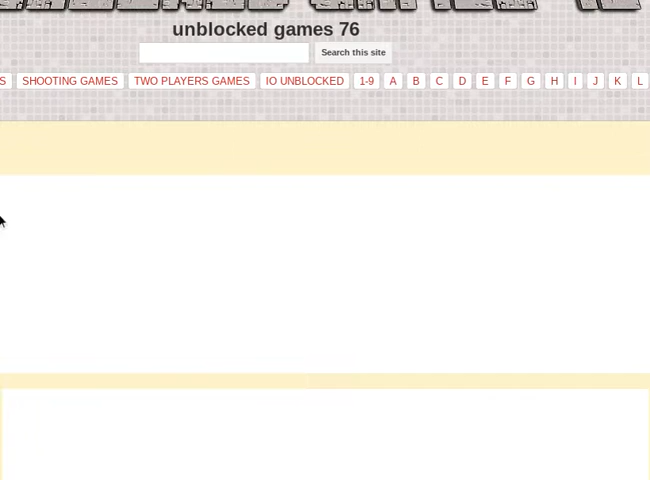 unblocked games 76
Search this site
S SHOOTING GAMES TWO PLAYERS GAMES IO UNBLOCKED 1-9 A B C D E F G H I J K L